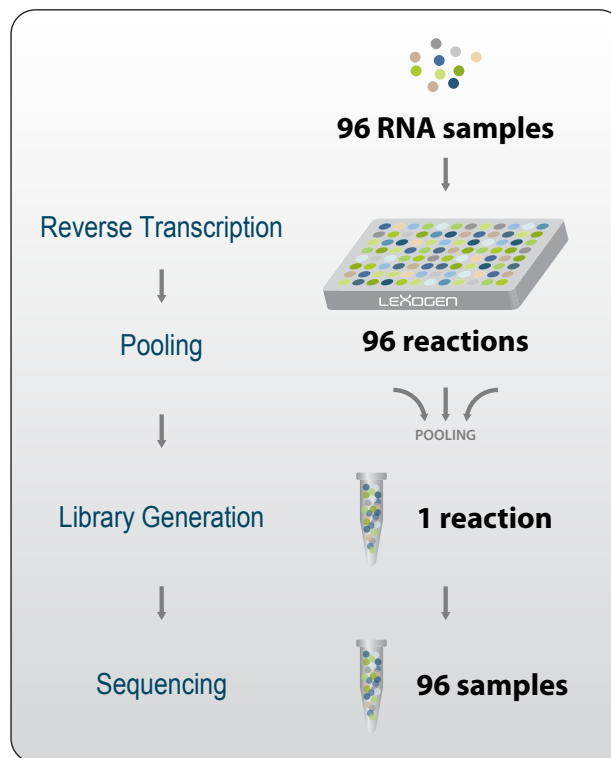 96 RNA samples
Reverse Transcription
LEXOGEN
Pooling
96 reactions
POOLING
Library Generation
1 reaction
Sequencing
96 samples